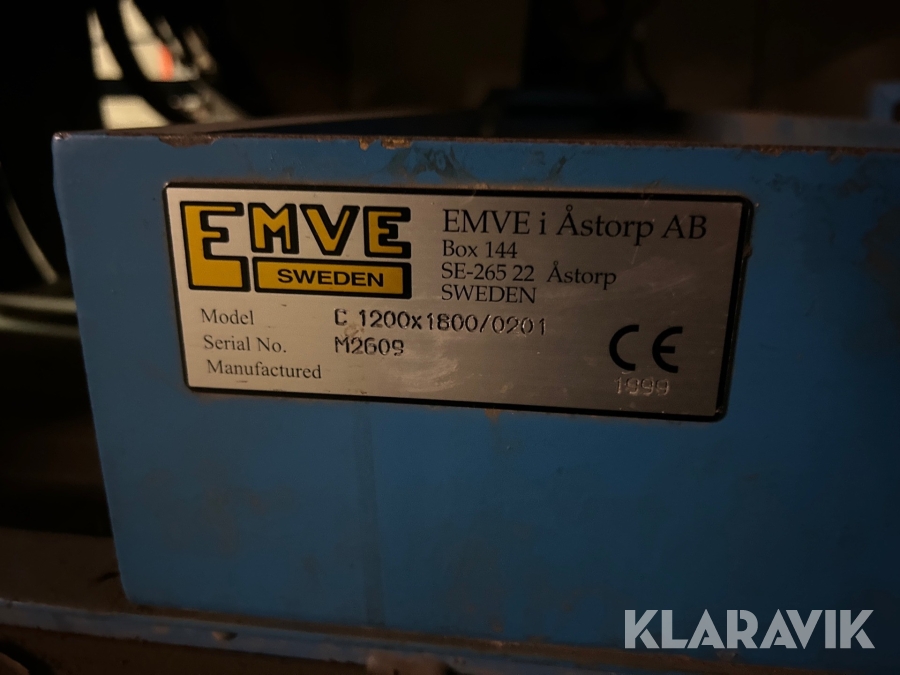 EMVE
SWEDEN
EMVE i Åstorp AB
Box 144
SE-265 22 Åstorp
SWEDEN
Model C 1200x1600/0201
Serial No. M2609
Manufactured
CE
1999
KLARAVIK